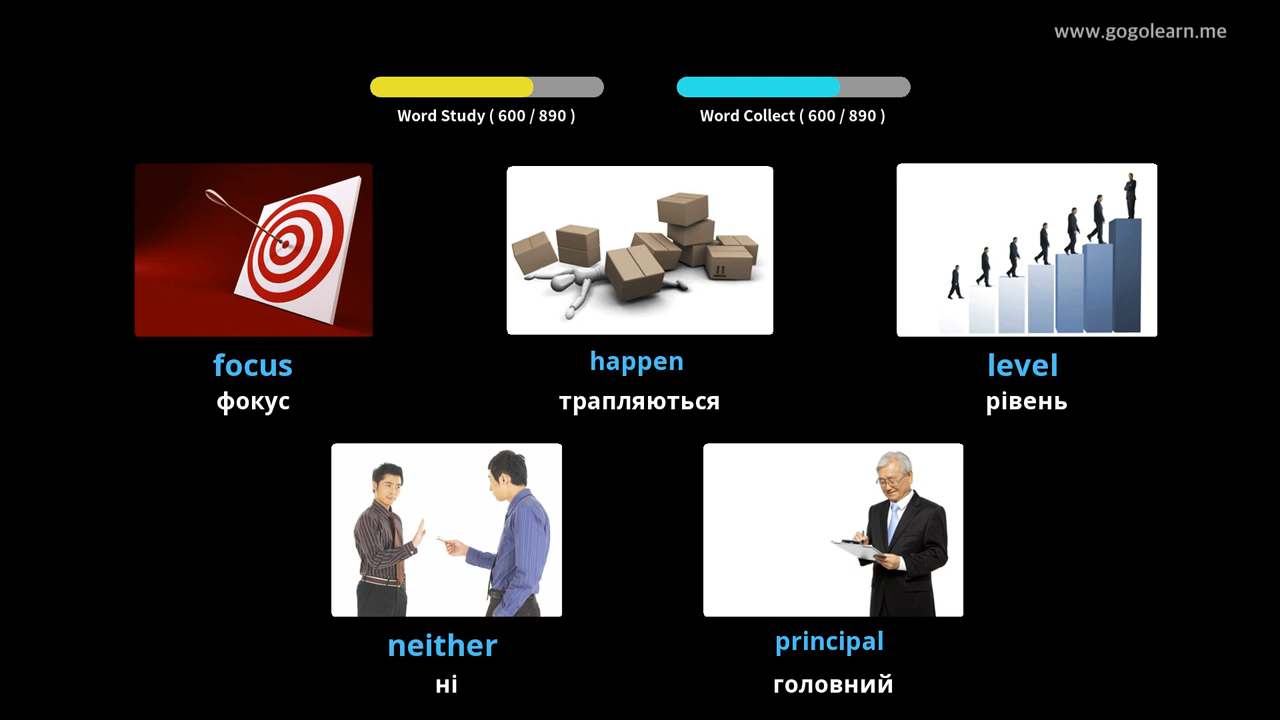 www.gogolearn.me
Word Study ( 600 / 890 )
Word Collect ( 600 / 890 )
focus
фокус
happen
трапляються
level
рівень
neither
ні
principal
головний